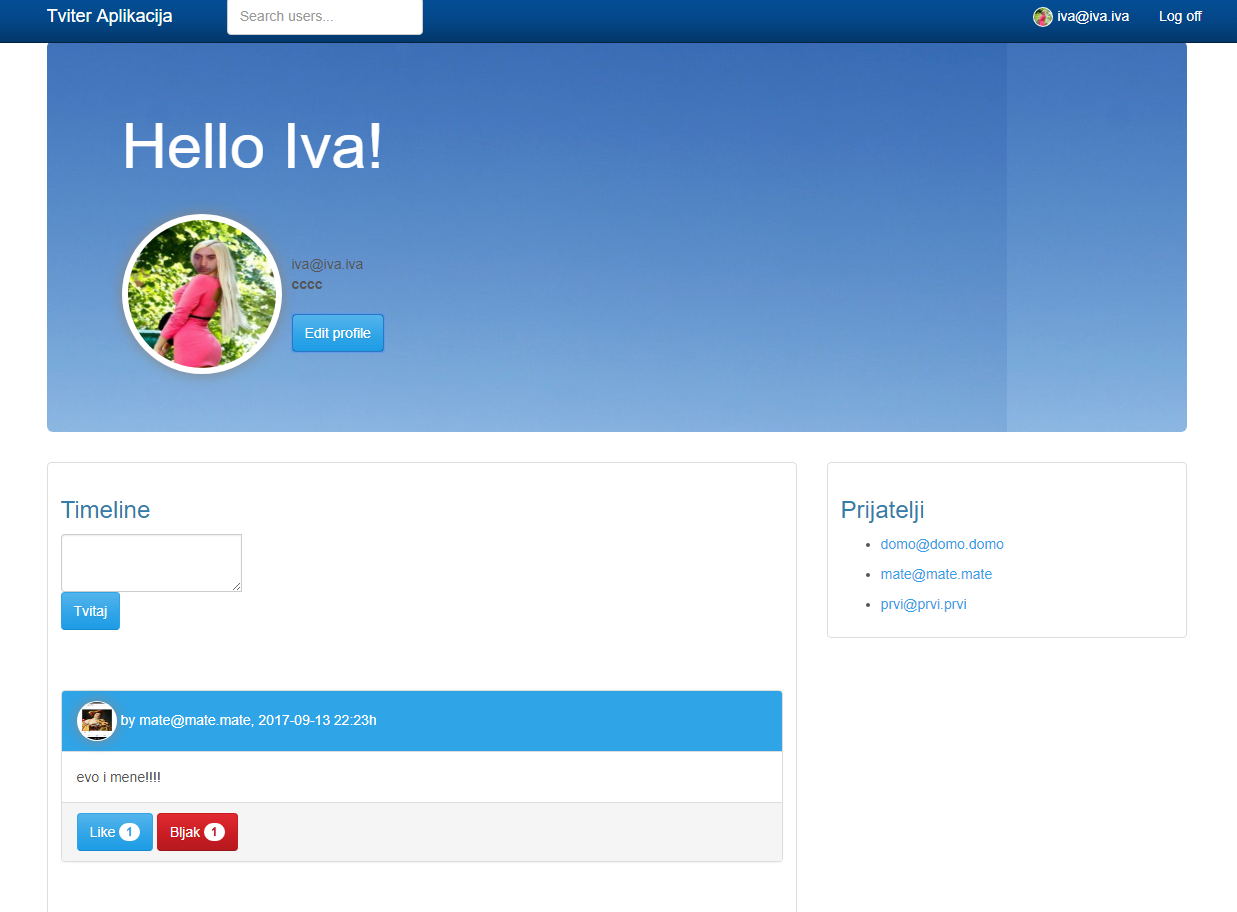 Tviter Aplikacija
Search users...
iva@iva.iva
Log off
Hello Iva!
iva@iva.iva
cccc
Edit profile
Timeline
Tvitaj
by mate@mate.mate, 2017-09-13 22:23h
evo i mene!!!!
Like 1
Bljak 1
Prijatelji
domo@domo.domo
mate@mate.mate
prvi@prvi.prvi